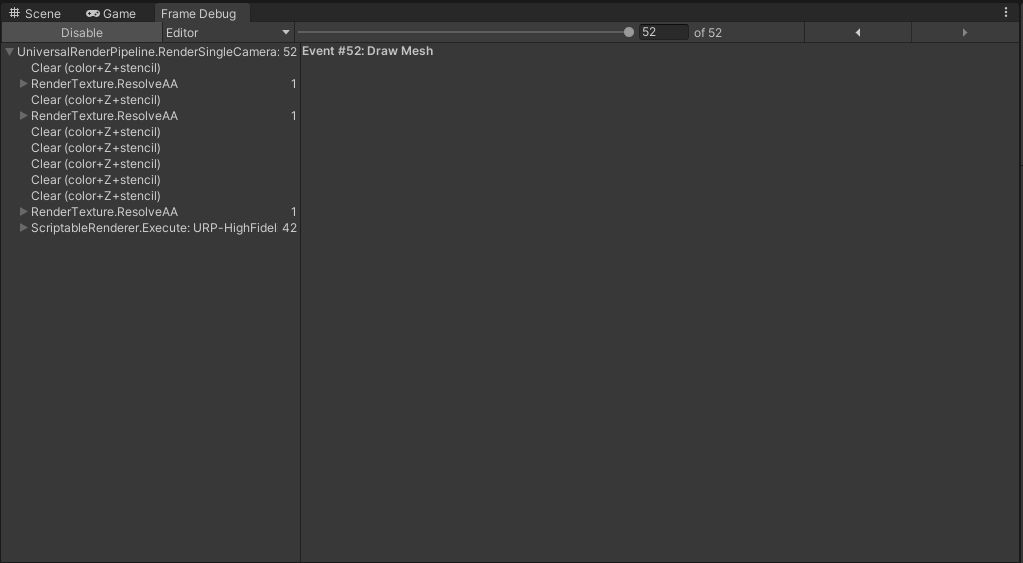 Scene Game Frame Debug
Disable Editor 52 of 52
UniversalRenderPipeline.RenderSingleCamera: 52
Event #52: Draw Mesh
Clear (color+Z+stencil)
RenderTexture.ResolveAA 1
Clear (color+Z+stencil)
RenderTexture.ResolveAA 1
Clear (color+Z+stencil)
Clear (color+Z+stencil)
Clear (color+Z+stencil)
Clear (color+Z+stencil)
Clear (color+Z+stencil)
RenderTexture.ResolveAA 1
ScriptableRenderer.Execute: URP-HighFidel 42